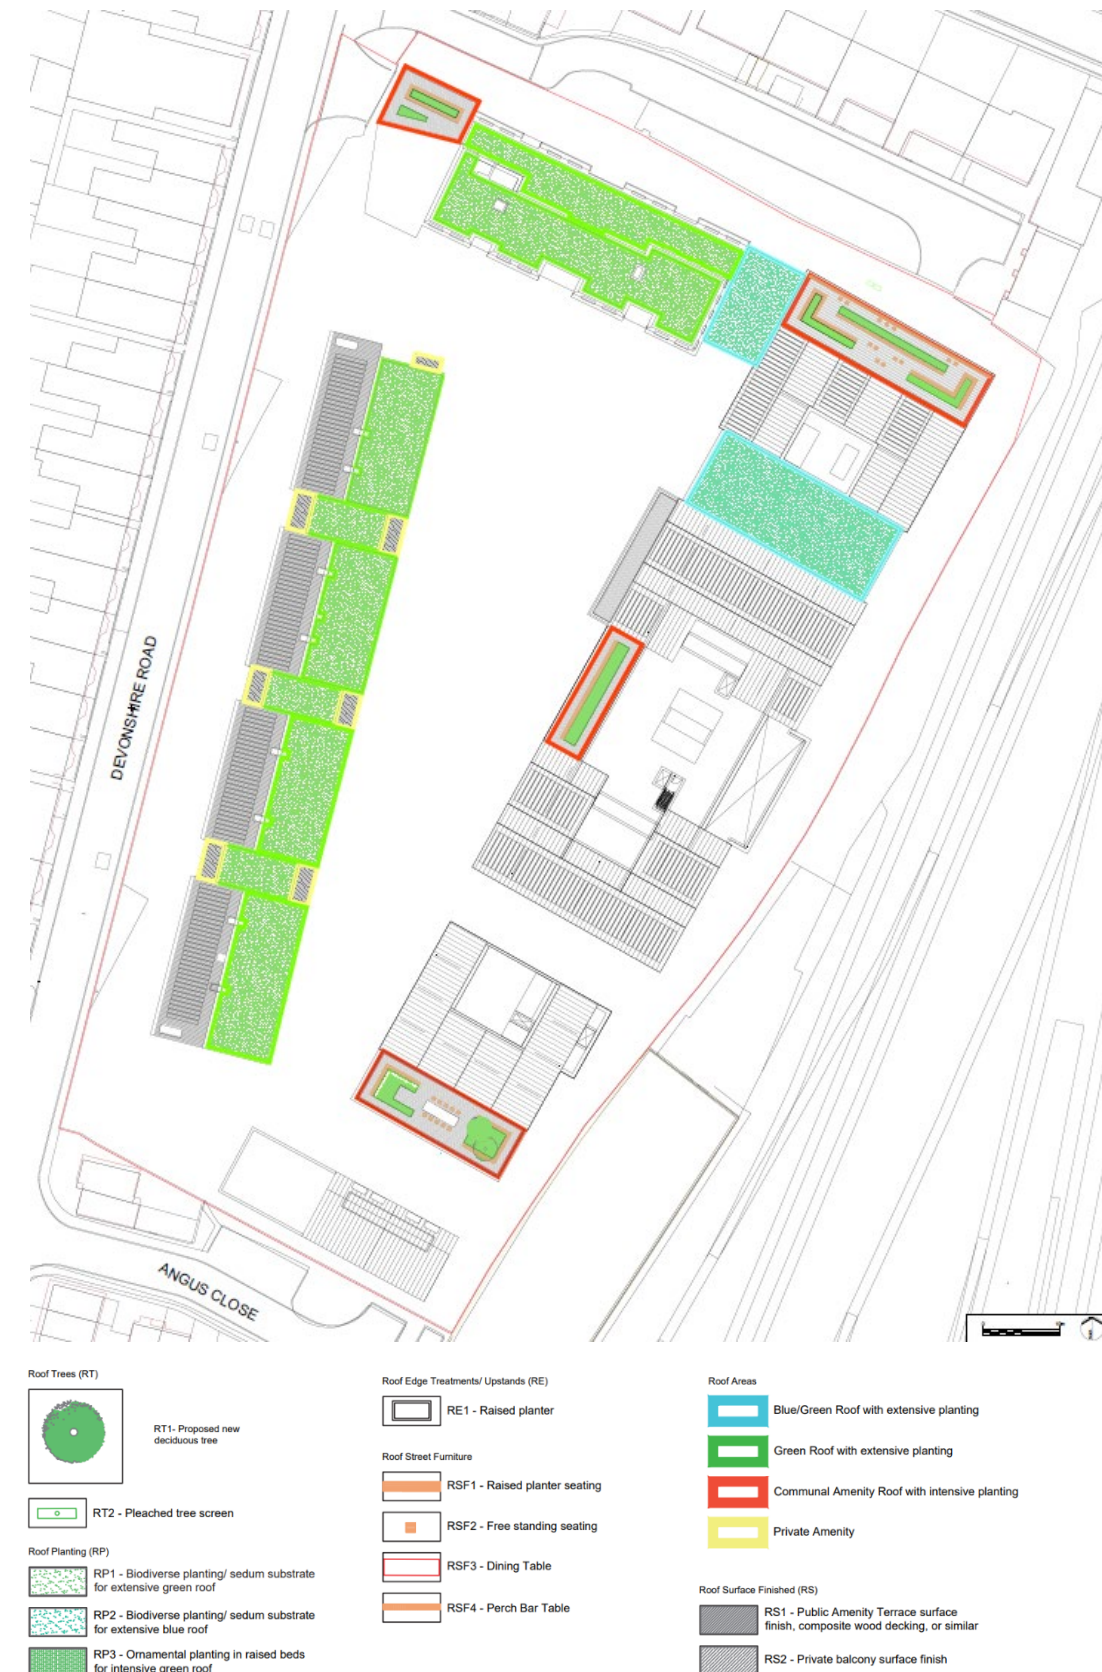 DEVONSHIRE ROAD
ANGUS CLOSE
Roof Trees (RT)
RT1- Proposed new
deciduous tree
RT2 - Pleached tree screen
Roof Planting (RP)
RP1 - Biodiverse planting/ sedum substrate
for extensive green roof
RP2 - Biodiverse planting/ sedum substrate
for extensive blue roof
RP3 - Ornamental planting in raised beds
for intensive green roof
Roof Edge Treatments/ Upstands (RE)
RE1 - Raised planter
Roof Street Furniture
RSF1 - Raised planter seating
RSF2 - Free standing seating
RSF3 - Dining Table
RSF4 - Perch Bar Table
Roof Areas
Blue/Green Roof with extensive planting
Green Roof with extensive planting
Communal Amenity Roof with intensive planting
Private Amenity
Roof Surface Finished (RS)
RS1 - Public Amenity Terrace surface
finish, composite wood decking, or similar
RS2 - Private balcony surface finish